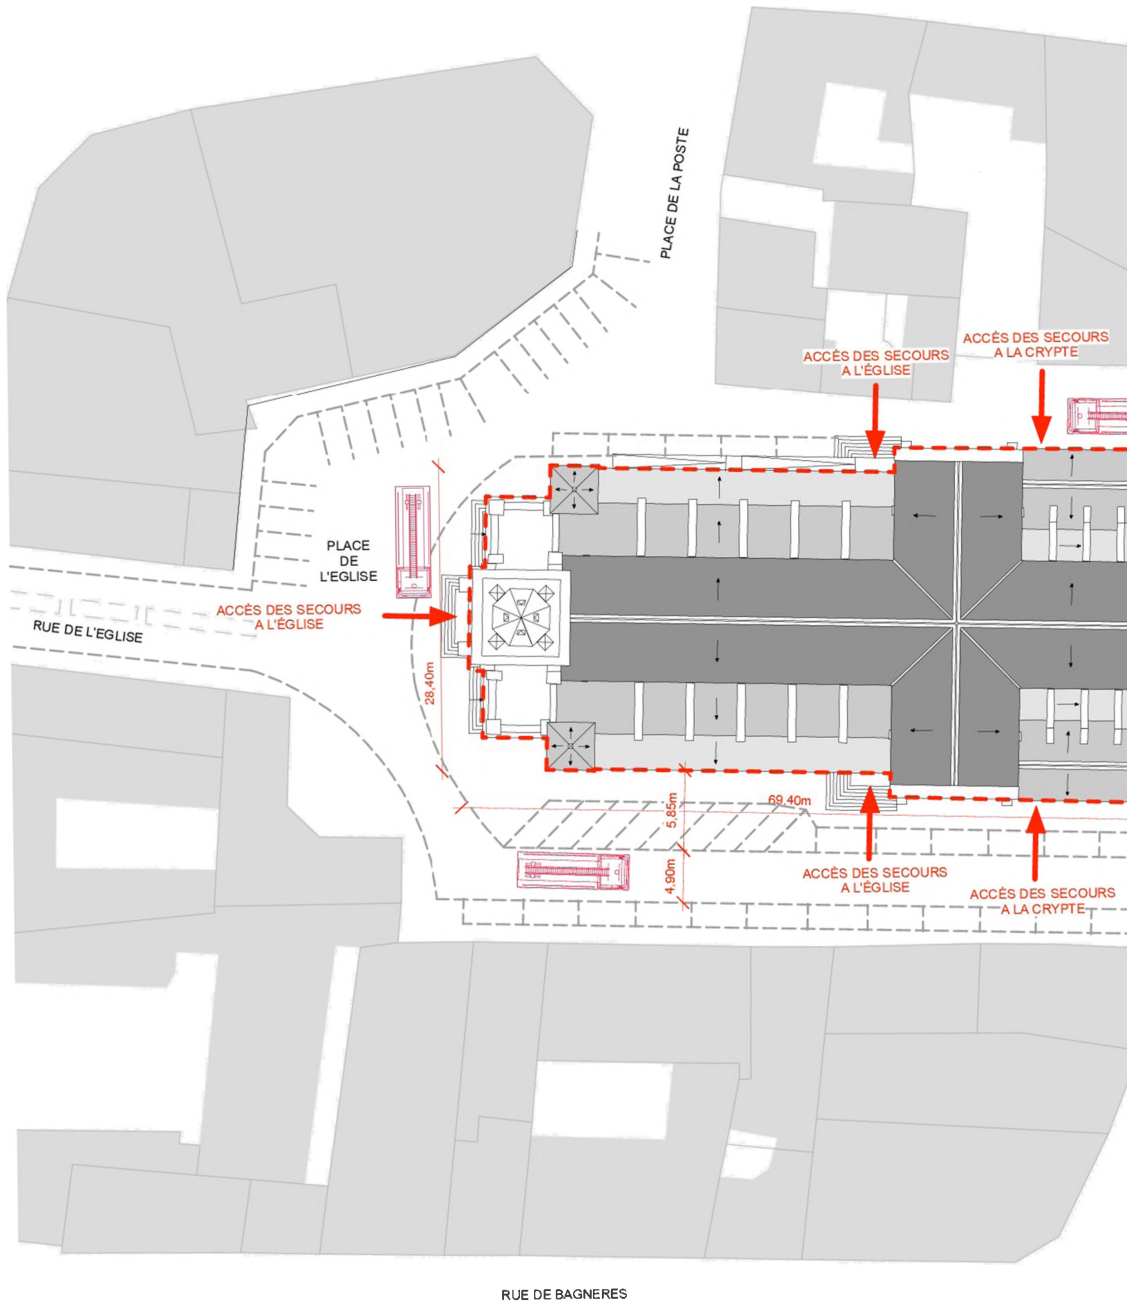 PLACE DE LA POSTE
ACCÈS DES SECOURS
A LA CRYPTE
ACCÈS DES SECOURS
A L'ÉGLISE
PLACE
DE
L'EGLISE
ACCÈS DES SECOURS
A L'ÉGLISE
RUE DE L'EGLISE
28,40m
69,40m
5,85m
4,90m
ACCÈS DES SECOURS
A L'ÉGLISE
ACCÈS DES SECOURS
A LA CRYPTE
RUE DE BAGNERES